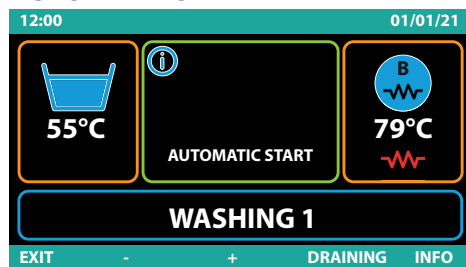 12:00 01/01/21
i
B
55°C
79°C
AUTOMATIC START
WASHING 1
EXIT - + DRAINING INFO